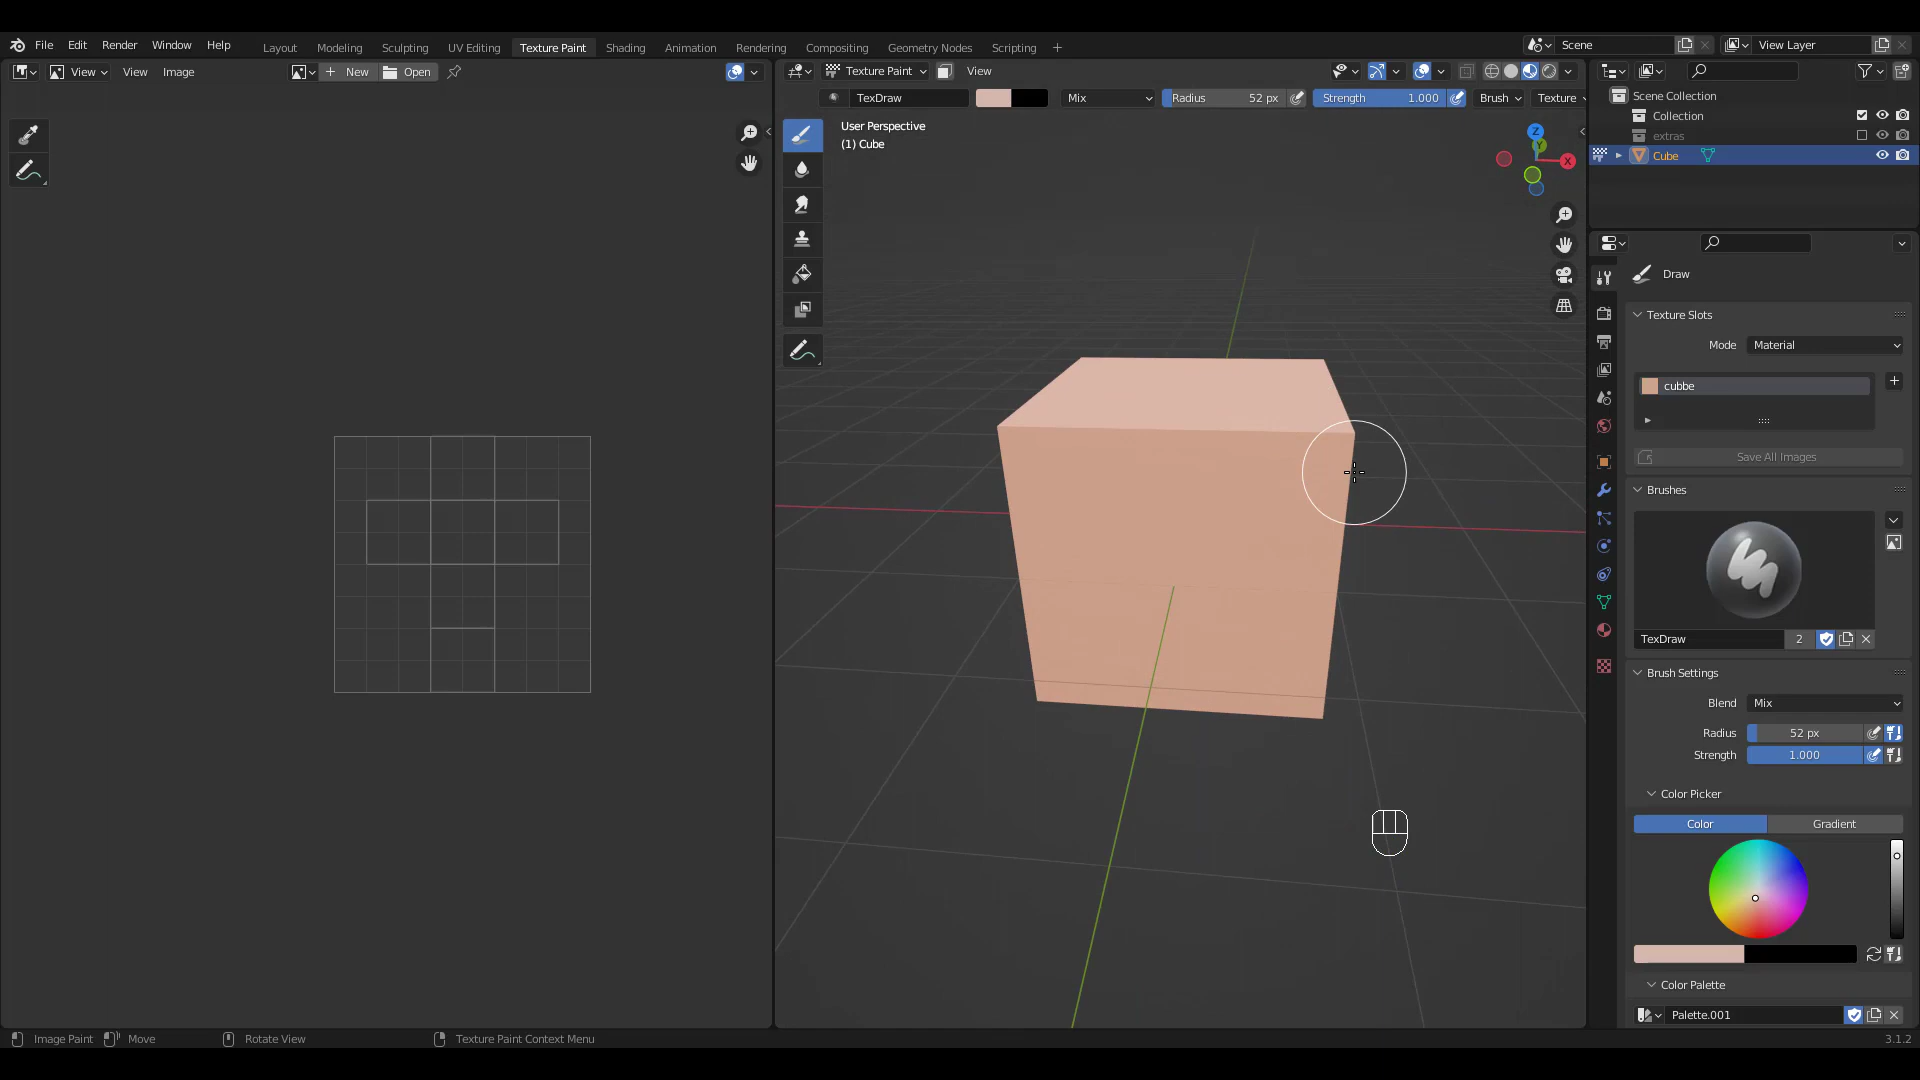 File Edit Render Window Help Layout Modeling Sculpting UV Editing Texture Paint Shading Animation Rendering Compositing Geometry Nodes Scripting + Scene View Layer
View View Image + New Open Texture Paint View
TexDraw Mix Radius 52 px Strength 1.000 Brush Texture
User Perspective
(1) Cube
Z
Y
X
Scene Collection
Collection
extras
Cube
Draw
Texture Slots
Mode Material
cubbe
Save All Images
Brushes
TexDraw 2
Brush Settings
Blend Mix
Radius 52 px
Strength 1.000
Color Picker
Color Gradient
Color Palette
Palette.001
Image Paint Move Rotate View Texture Paint Context Menu 3.1.2